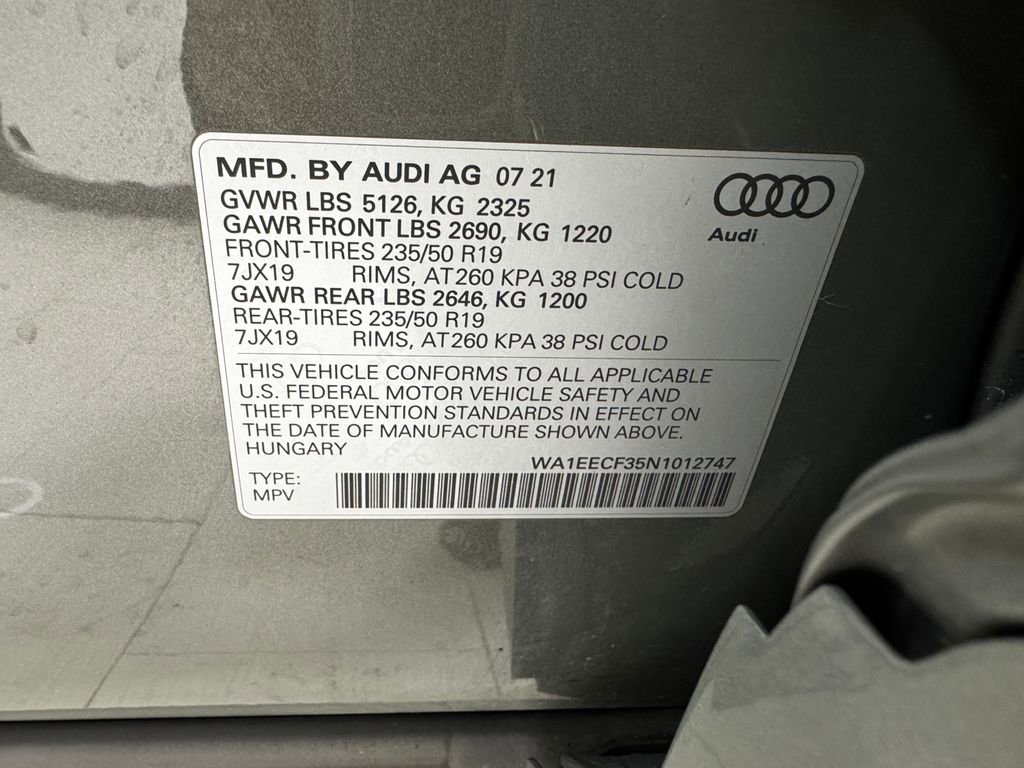 MFD. BY AUDI AG 07 21
GVWR LBS 5126, KG 2325
GAWR FRONT LBS 2690, KG 1220
FRONT-TIRES 235/50 R19
7JX19 RIMS, AT 260 KPA 38 PSI COLD
GAWR REAR LBS 2646, KG 1200
REAR-TIRES 235/50 R19
7JX19 RIMS, AT 260 KPA 38 PSI COLD
Audi
THIS VEHICLE CONFORMS TO ALL APPLICABLE
U.S. FEDERAL MOTOR VEHICLE SAFETY AND
THEFT PREVENTION STANDARDS IN EFFECT ON
THE DATE OF MANUFACTURE SHOWN ABOVE.
HUNGARY
WA1EECF35N1012747
TYPE:
MPV